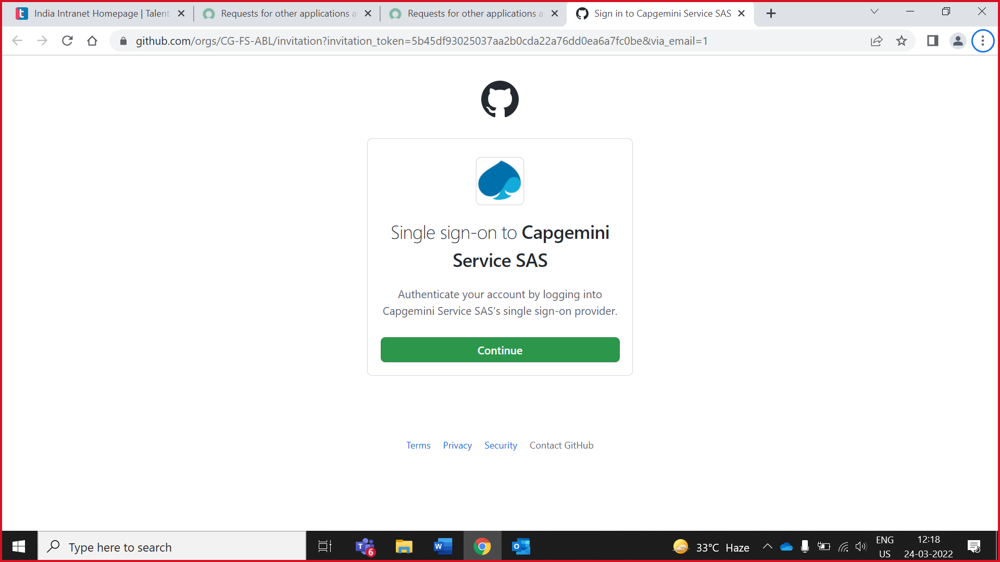 India Intranet Homepage | Talent
Requests for other applications a
Requests for other applications a
Sign in to Capgemini Service SAS
github.com/orgs/CG-FS-ABL/invitation?invitation_token=5b45df93025037aa2b0cda22a76dd0ea6a7fc0be&via_email=1
Single sign-on to Capgemini
Service SAS
Authenticate your account by logging into
Capgemini Service SAS's single sign-on provider.
Continue
Terms Privacy Security Contact GitHub
Type here to search
6
33°C Haze
ENG
US
12:18
24-03-2022